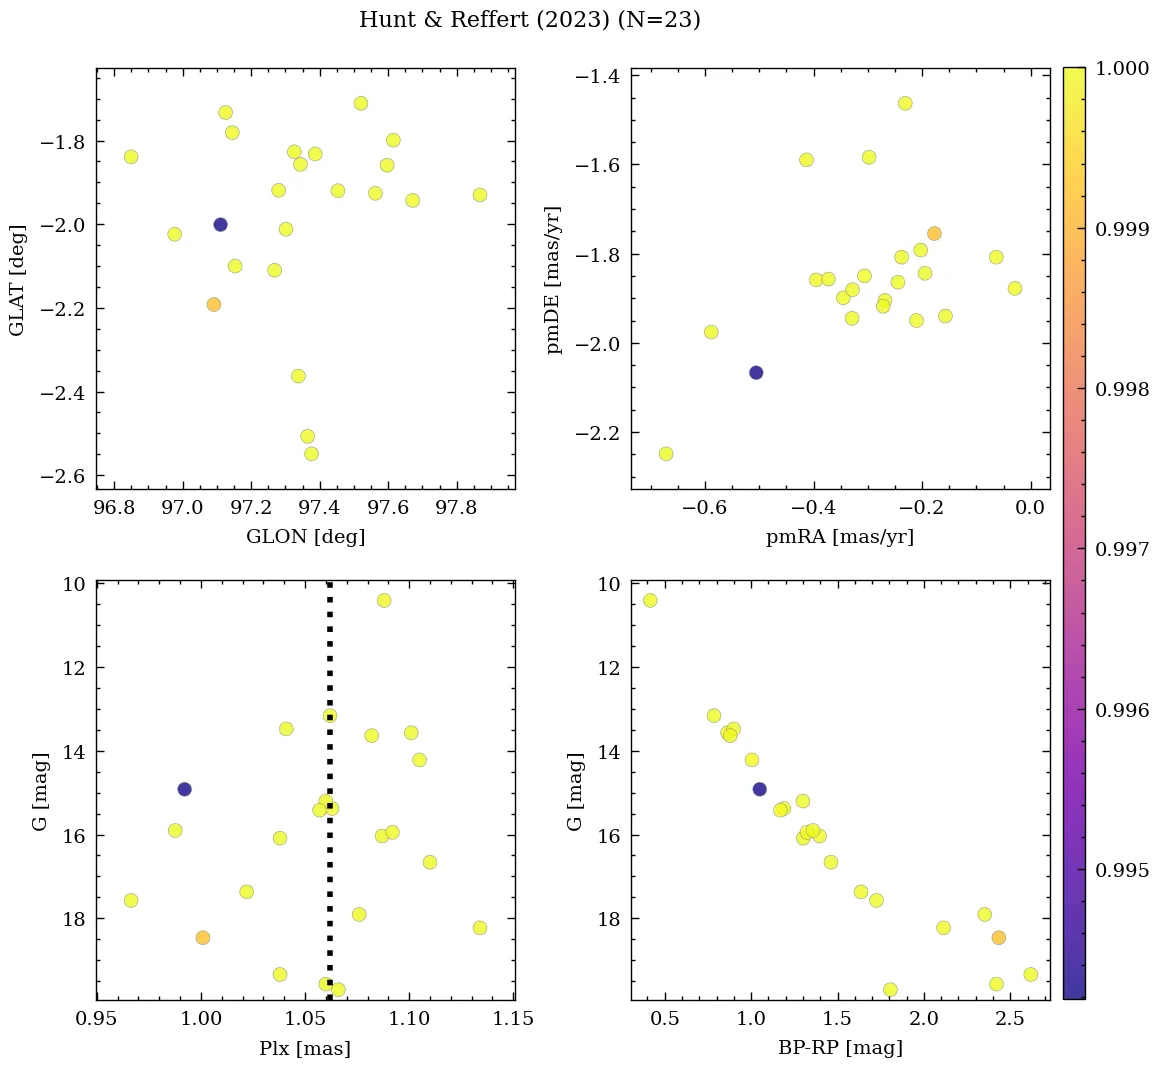 Hunt & Reffert (2023) (N=23)
−1.8
−2.0
−2.2
−2.4
−2.6
GLAT [deg]
96.8 97.0 97.2 97.4 97.6 97.8
GLON [deg]
−1.4
−1.6
−1.8
−2.0
−2.2
pmDE [mas/yr]
−0.6 −0.4 −0.2 0.0
pmRA [mas/yr]
10
12
14
16
18
G [mag]
0.95 1.00 1.05 1.10 1.15
Plx [mas]
10
12
14
16
18
G [mag]
0.5 1.0 1.5 2.0 2.5
BP-RP [mag]
1.000
0.999
0.998
0.997
0.996
0.995